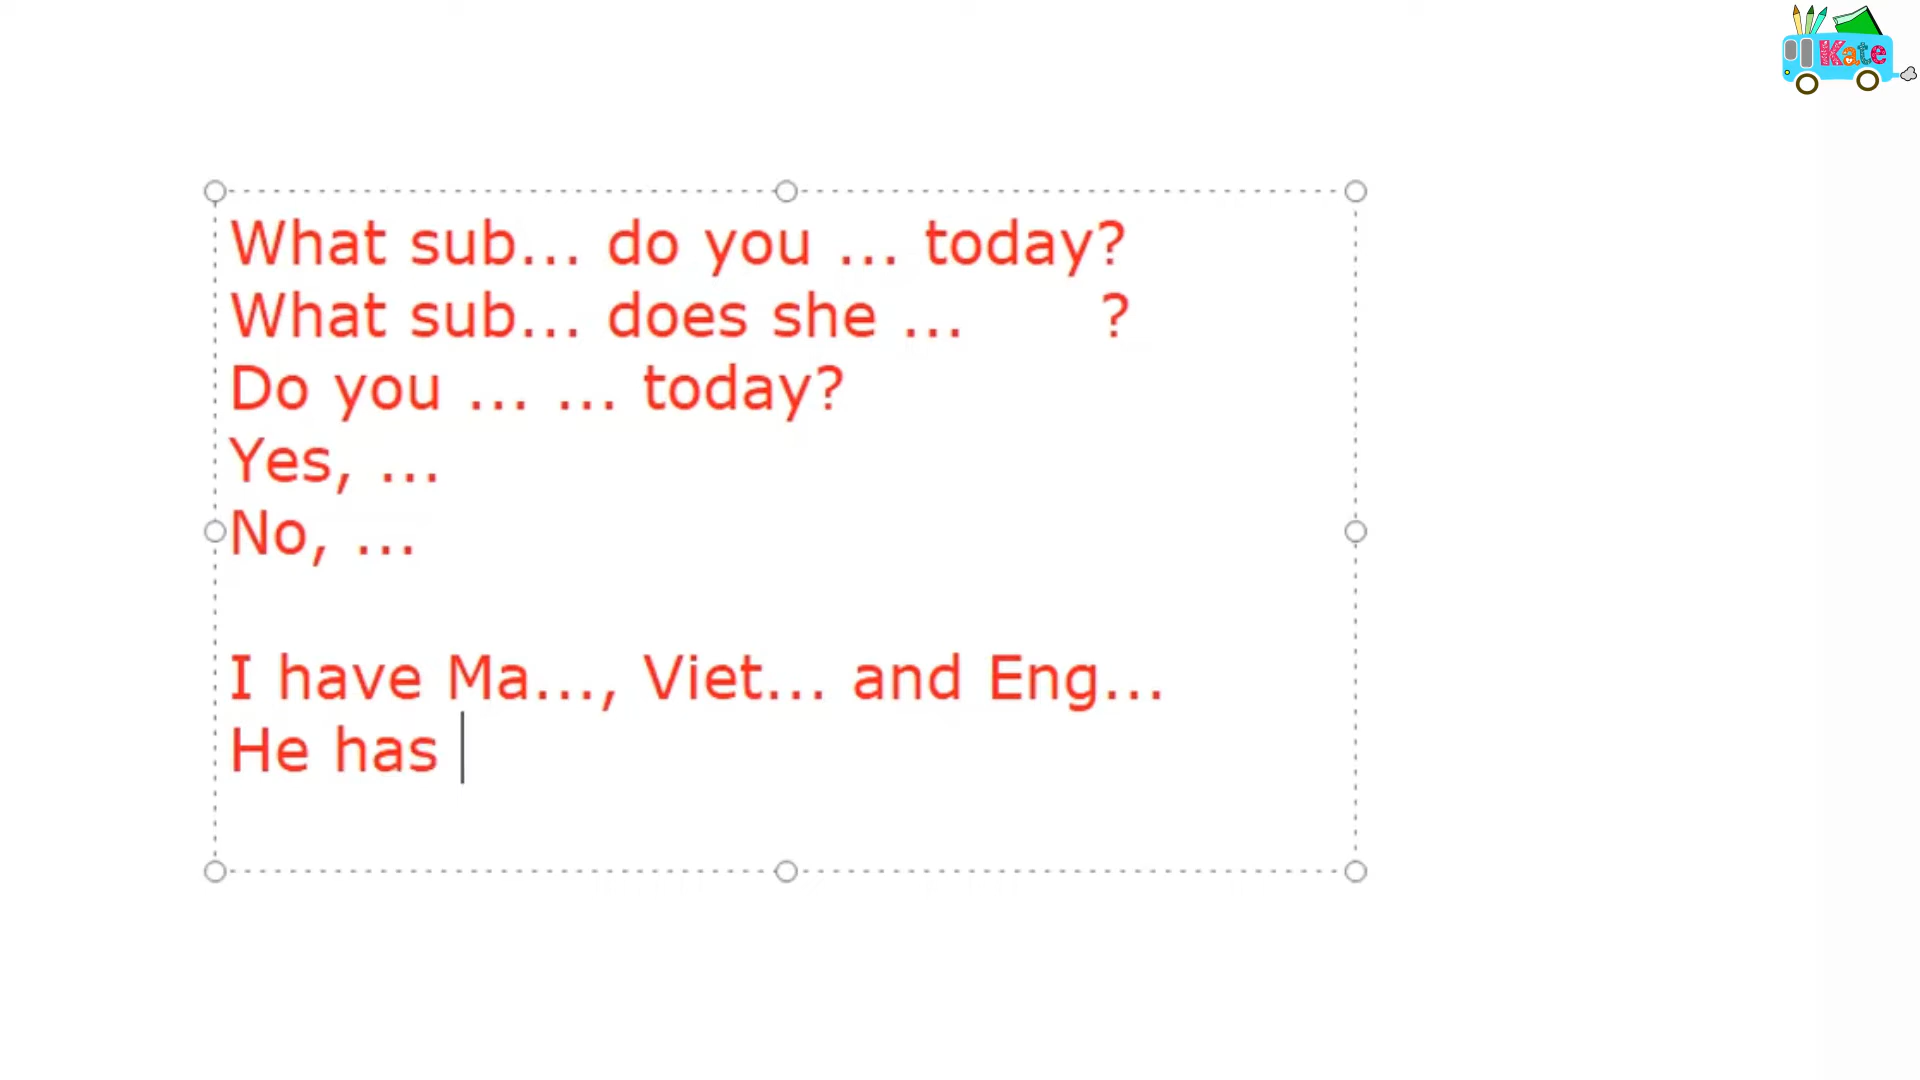 Kate
What sub... do you ... today?
What sub... does she ... ?
Do you ... ... today?
Yes, ...
No, ...
I have Ma..., Viet... and Eng...
He has